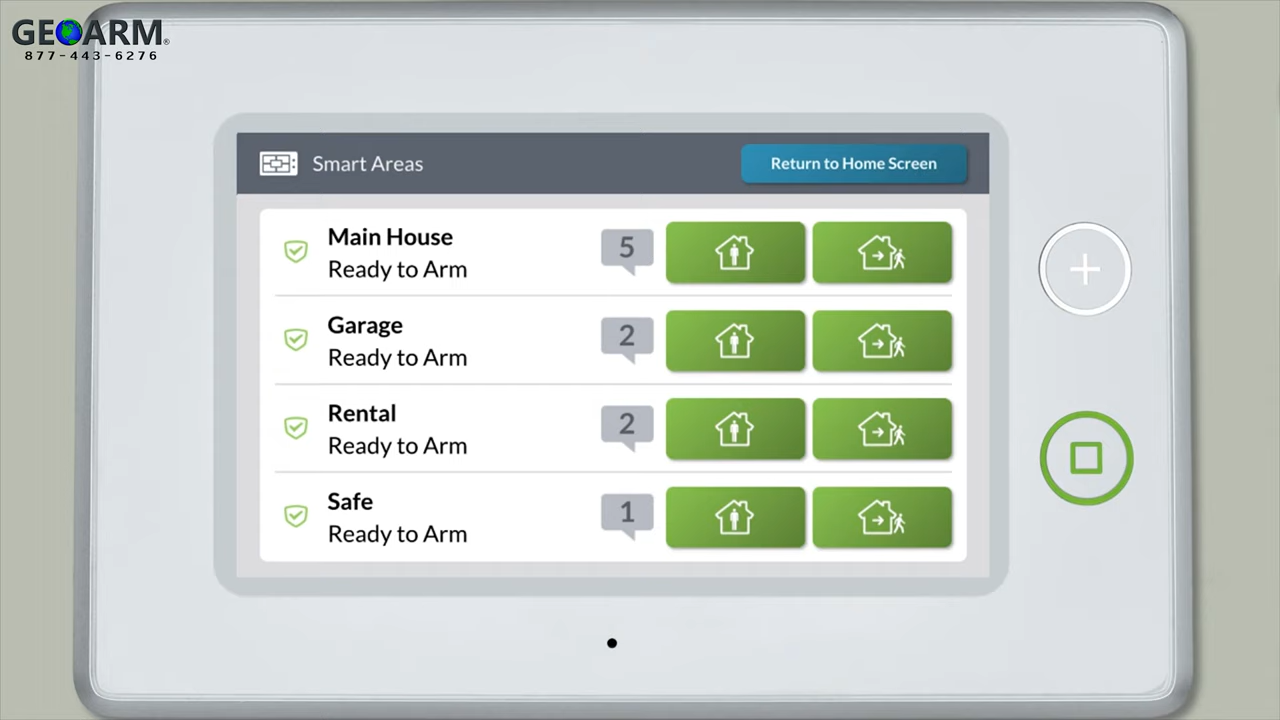 GEOARM®
877-443-6276
Smart Areas
Return to Home Screen
Main House
Ready to Arm
5
Garage
Ready to Arm
2
Rental
Ready to Arm
2
Safe
Ready to Arm
1